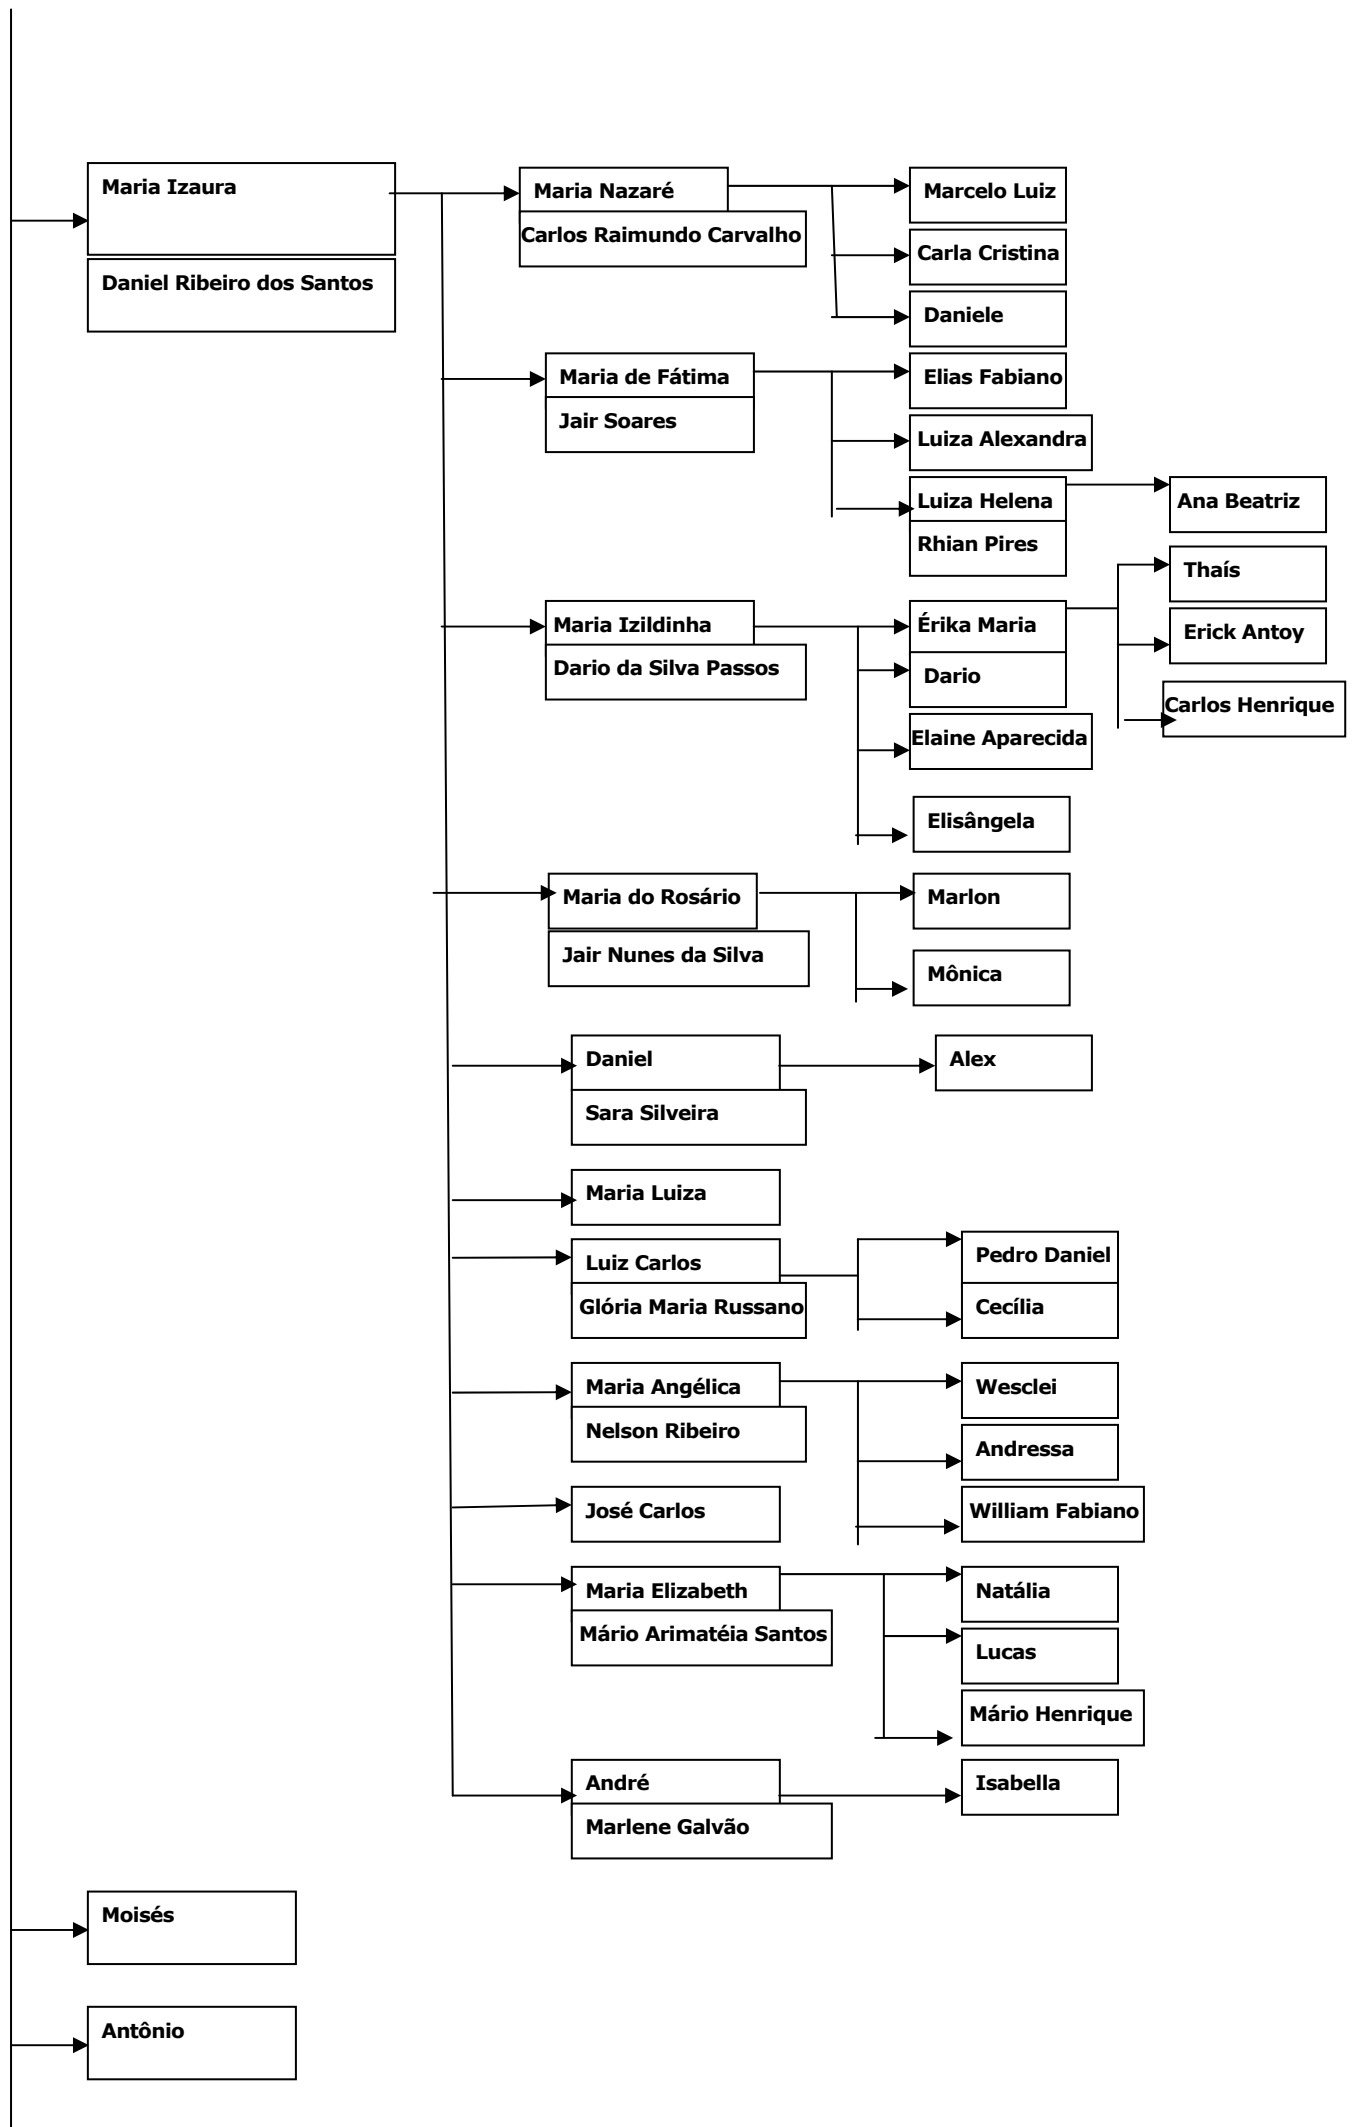 Maria Izaura
Daniel Ribeiro dos Santos
Maria Nazaré
Carlos Raimundo Carvalho
Marcelo Luiz
Carla Cristina
Daniele
Maria de Fátima
Jair Soares
Elias Fabiano
Luiza Alexandra
Luiza Helena
Rhian Pires
Ana Beatriz
Maria Izildinha
Dario da Silva Passos
Érika Maria
Dario
Elaine Aparecida
Elisângela
Thaís
Erick Antoy
Carlos Henrique
Maria do Rosário
Jair Nunes da Silva
Marlon
Mônica
Daniel
Sara Silveira
Alex
Maria Luiza
Luiz Carlos
Glória Maria Russano
Pedro Daniel
Cecília
Maria Angélica
Nelson Ribeiro
Wesclei
Andressa
William Fabiano
José Carlos
Maria Elizabeth
Mário Arimatéia Santos
Natália
Lucas
Mário Henrique
André
Marlene Galvão
Isabella
Moisés
Antônio